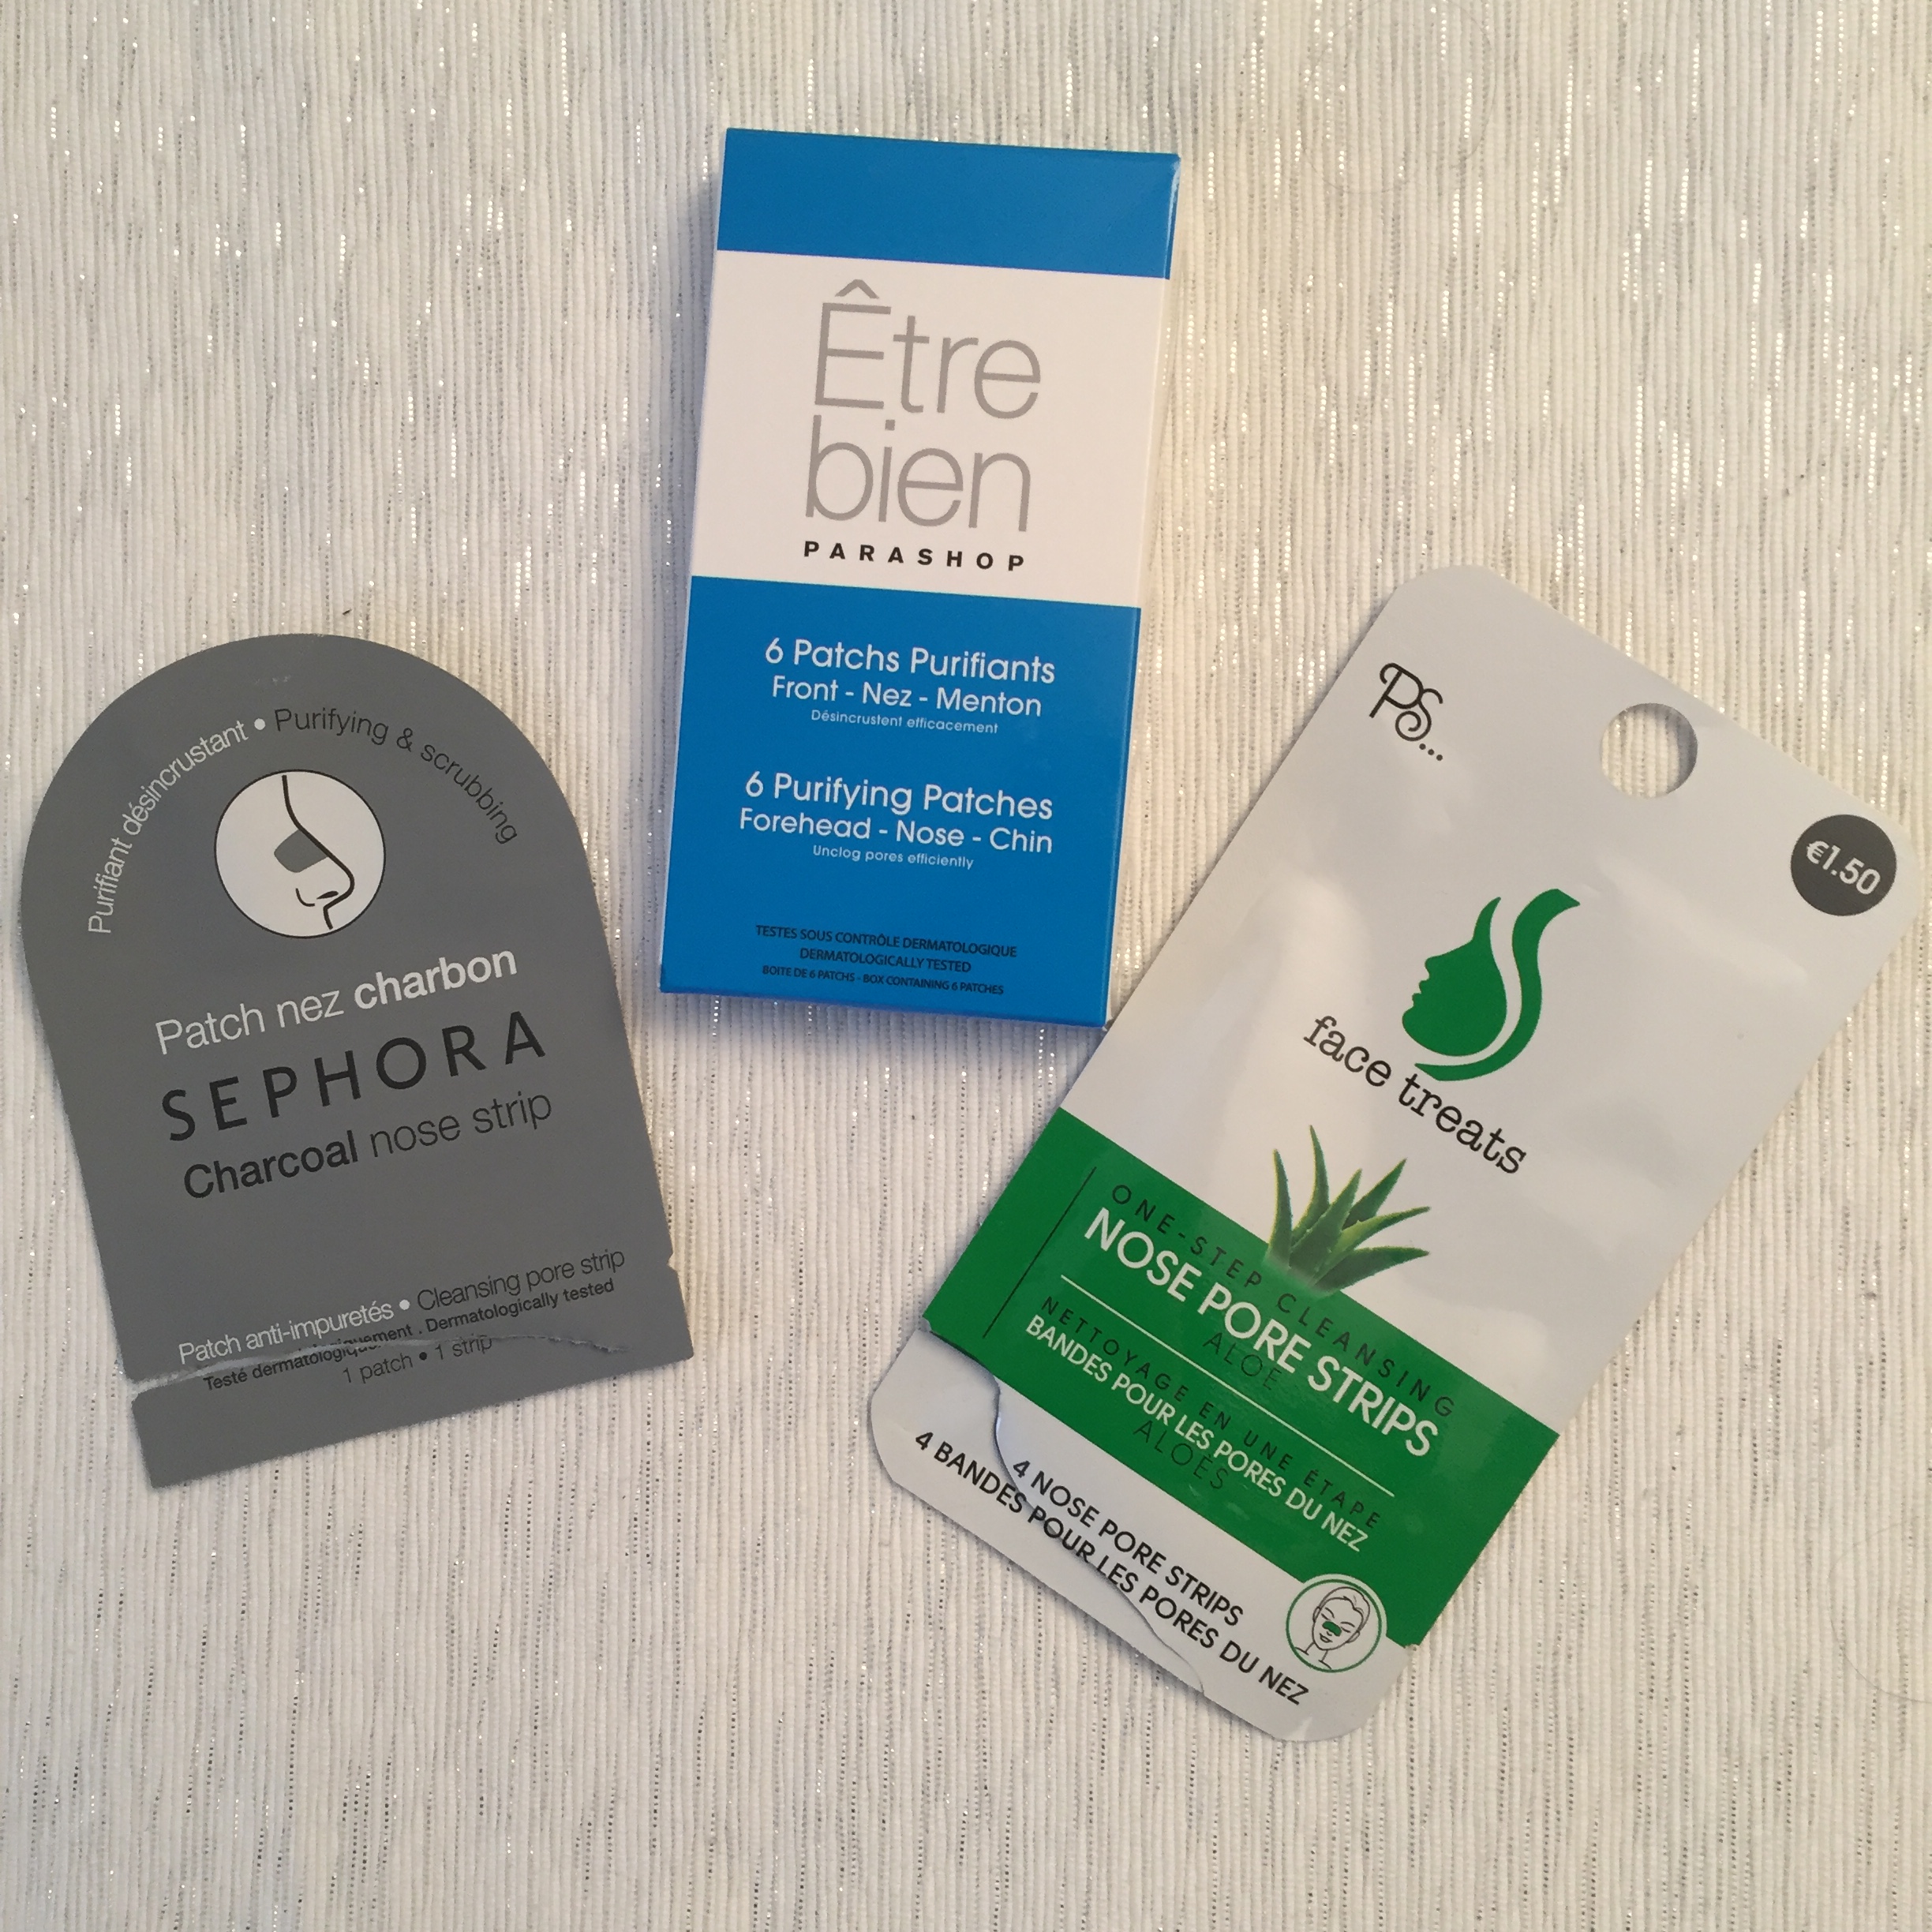 Purifiant désincrustant • Purifying & scrubbing
Patch nez charbon
SEPHORA
Charcoal nose strip
Patch anti-impuretés • Cleansing pore strip
Testé dermatologiquement . Dermatologically tested
1 patch • 1 strip
Être
bien
PARASHOP
6 Patchs Purifiants
Front - Nez - Menton
Désincrustent efficacement
6 Purifying Patches
Forehead - Nose - Chin
Unclog pores efficiently
TESTES SOUS CONTRÔLE DERMATOLOGIQUE
DERMATOLOGICALLY TESTED
BOITE DE 6 PATCHS - BOX CONTAINING 6 PATCHES
PS...
€1.50
face treats
ONE-STEP CLEANSING
NOSE PORE STRIPS
ALOE
NETTOYAGE EN UNE ÉTAPE
BANDES POUR LES PORES DU NEZ
ALOES
4 NOSE PORE STRIPS
4 BANDES POUR LES PORES DU NEZ